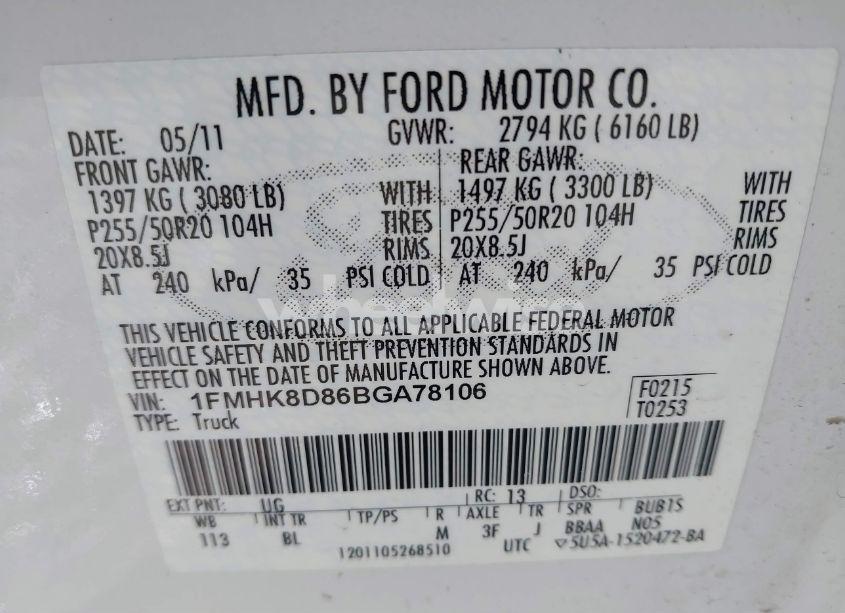 MFD. BY FORD MOTOR CO.
DATE: 05/11 GVWR: 2794 KG ( 6160 LB)
FRONT GAWR: REAR GAWR:
1397 KG ( 3080 LB) WITH 1497 KG ( 3300 LB) WITH
P255/50R20 104H TIRES P255/50R20 104H TIRES
20X8.5J RIMS 20X8.5J RIMS
AT 240 kPa/ 35 PSI COLD AT 240 kPa/ 35 PSI COLD
wheelwire
THIS VEHICLE CONFORMS TO ALL APPLICABLE FEDERAL MOTOR
VEHICLE SAFETY AND THEFT PREVENTION STANDARDS IN
EFFECT ON THE DATE OF MANUFACTURE SHOWN ABOVE.
VIN: 1FMHK8D86BGA78106 F0215
TYPE: Truck T0253
EXT PNT: UG RC: 13 DSO:
WB INT TR TP/PS R AXLE TR SPR BUB1S
113 BL M 3F J BBAA N05
1201105268510 UTC ▽5U5A-1520472-BA